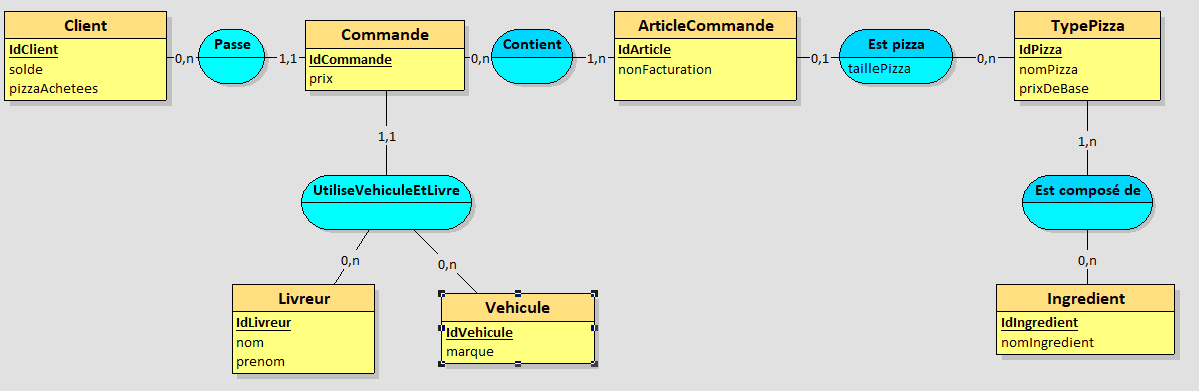 Client
IdClient
solde
pizzaAchetees
0,n
Passe
1,1
Commande
IdCommande
prix
0,n
Contient
1,n
ArticleCommande
IdArticle
nonFacturation
0,1
Est pizza
taillePizza
0,n
TypePizza
IdPizza
nomPizza
prixDeBase
1,1
1,n
UtiliseVehiculeEtLivre
Est composé de
0,n
0,n
0,n
Livreur
IdLivreur
nom
prenom
Vehicule
IdVehicule
marque
Ingredient
IdIngredient
nomIngredient